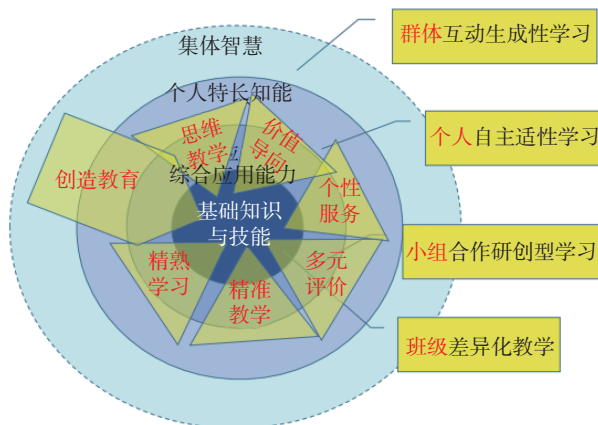 集体智慧
群体互动生成性学习
个人特长知能
个人自主适性学习
思维
教学
价值
导向
综合应用能力
创造教育
个性
服务
基础知识
与技能
小组合作研创型学习
精熟
学习
精准
教学
多元
评价
班级差异化教学